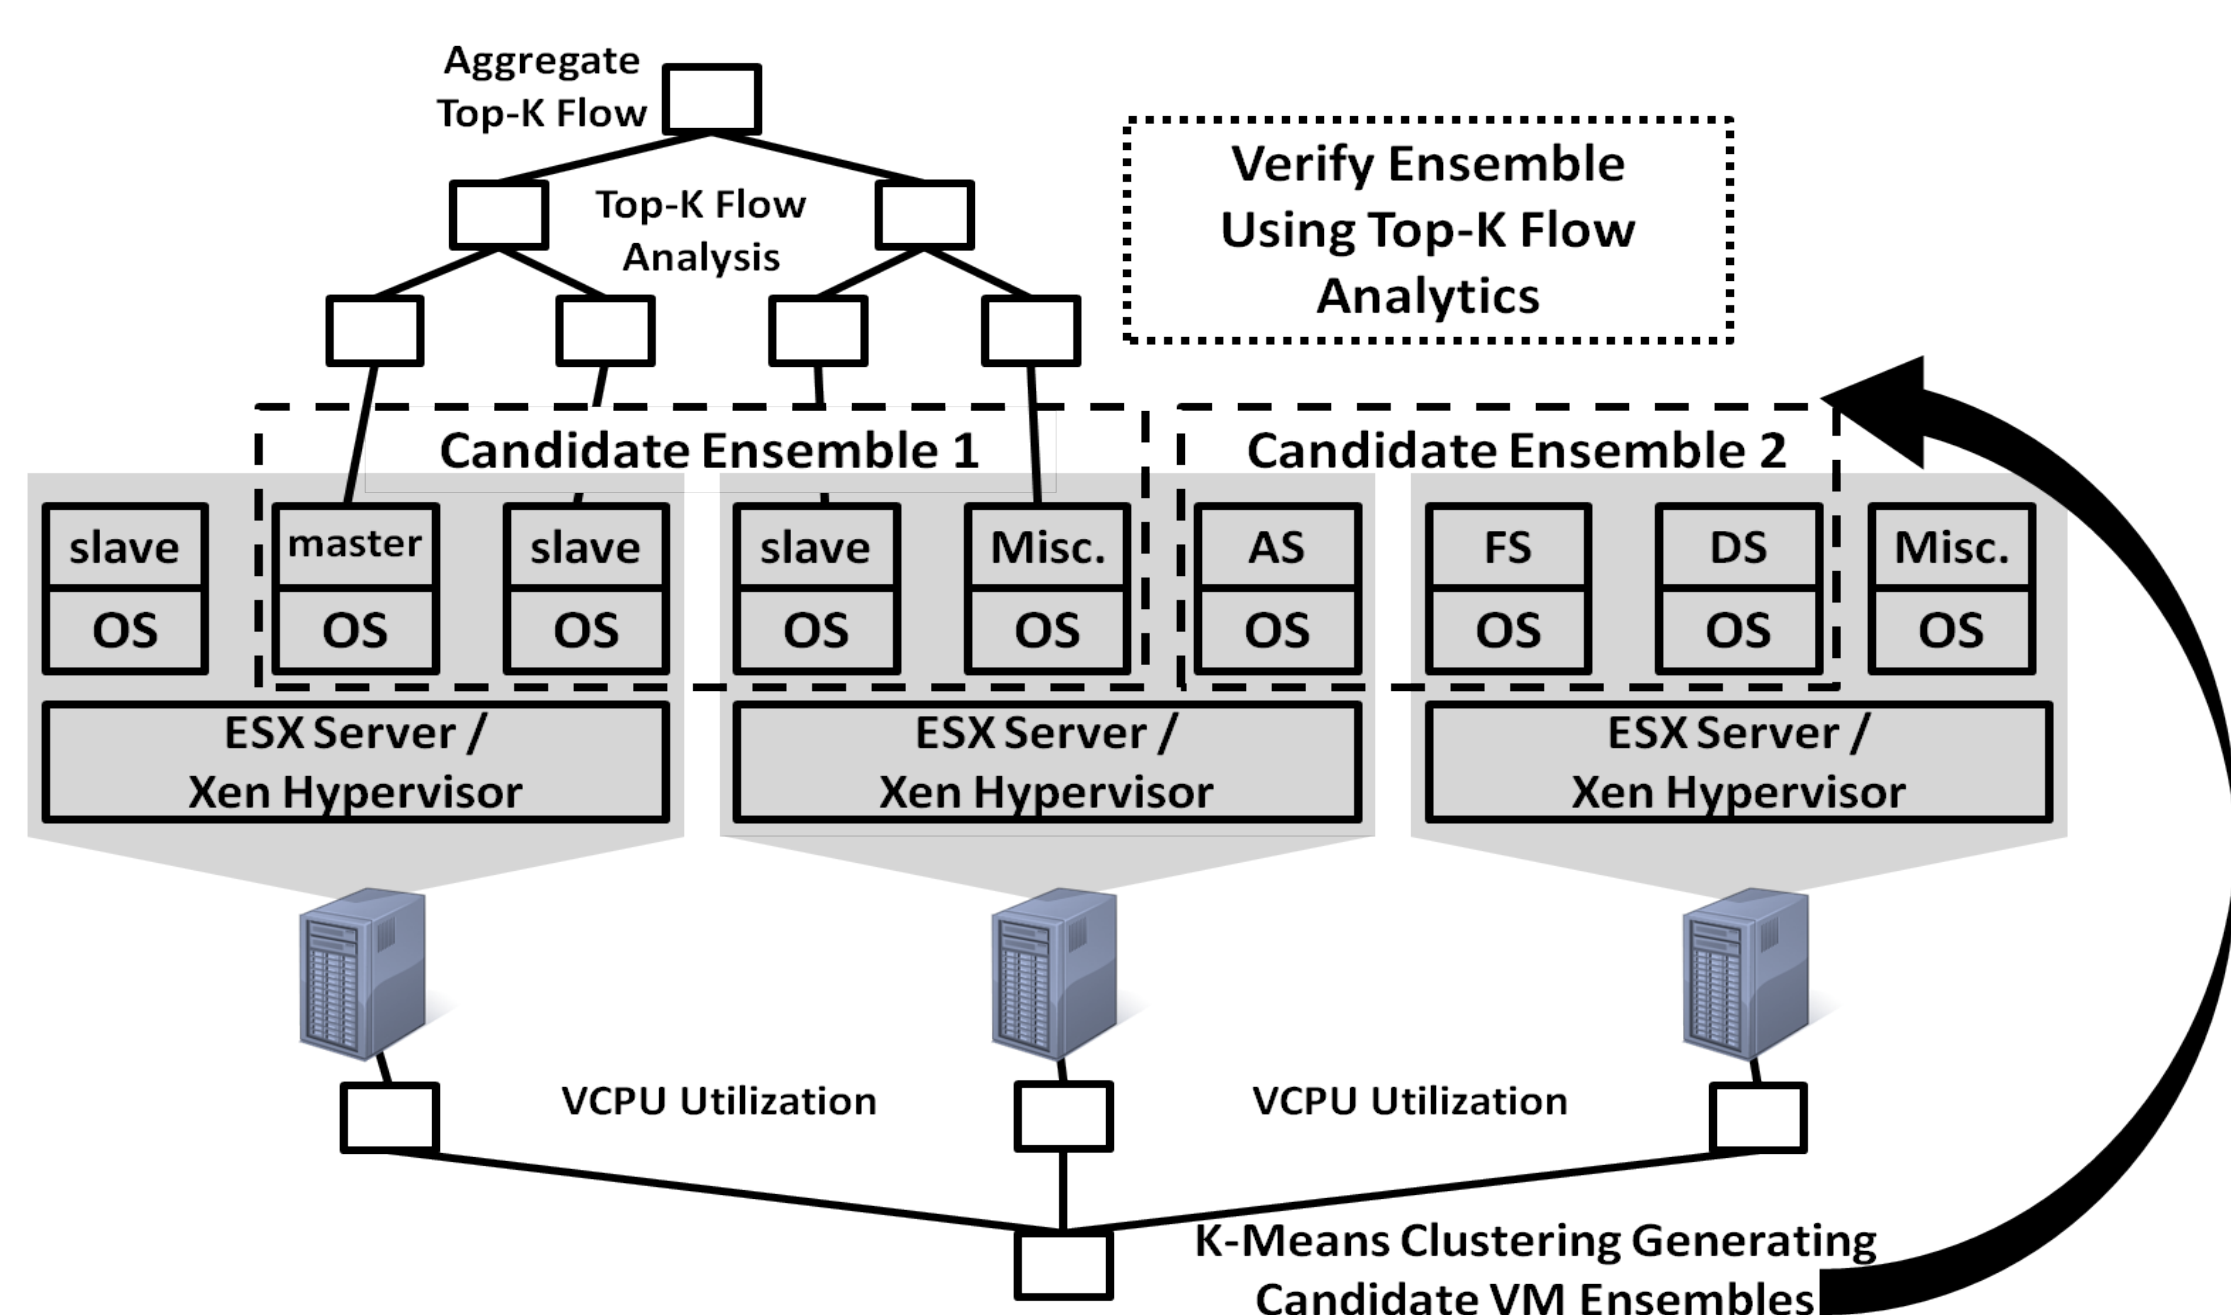 Aggregate
Top-K Flow
Top-K Flow
Analysis
Verify Ensemble
Using Top-K Flow
Analytics
Candidate Ensemble 1
Candidate Ensemble 2
slave
OS
master
OS
slave
OS
slave
OS
Misc.
OS
AS
OS
FS
OS
DS
OS
Misc.
OS
ESX Server /
Xen Hypervisor
ESX Server /
Xen Hypervisor
ESX Server /
Xen Hypervisor
VCPU Utilization
VCPU Utilization
K-Means Clustering Generating
Candidate VM Ensembles